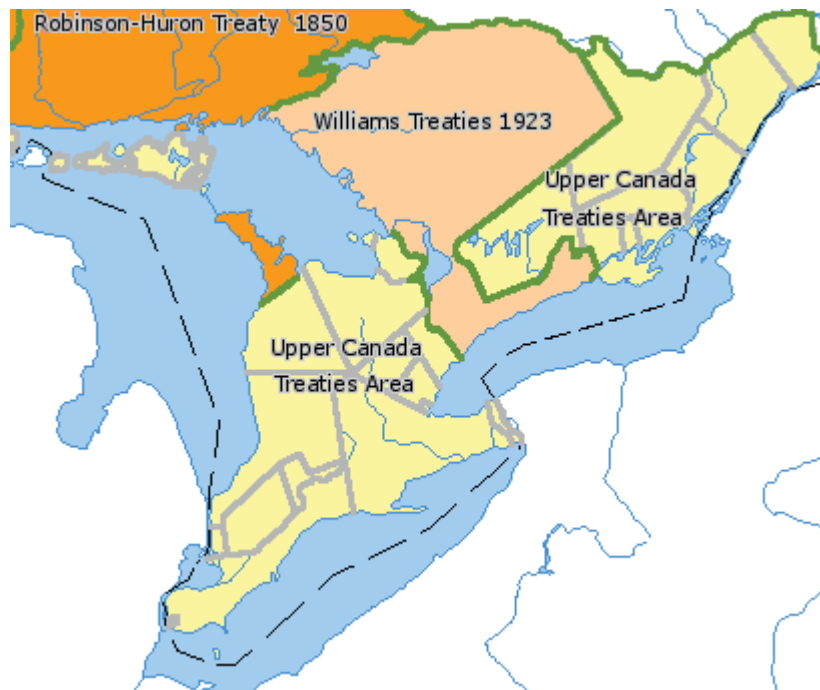 Robinson-Huron Treaty 1850
Williams Treaties 1923
Upper Canada
Treaties Area
Upper Canada
Treaties Area